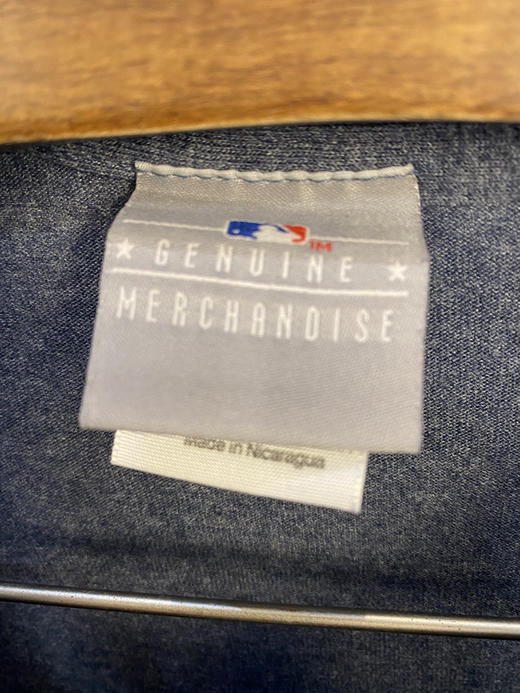 TM
★ GENUINE ★
MERCHANDISE
Made in Nicaragua